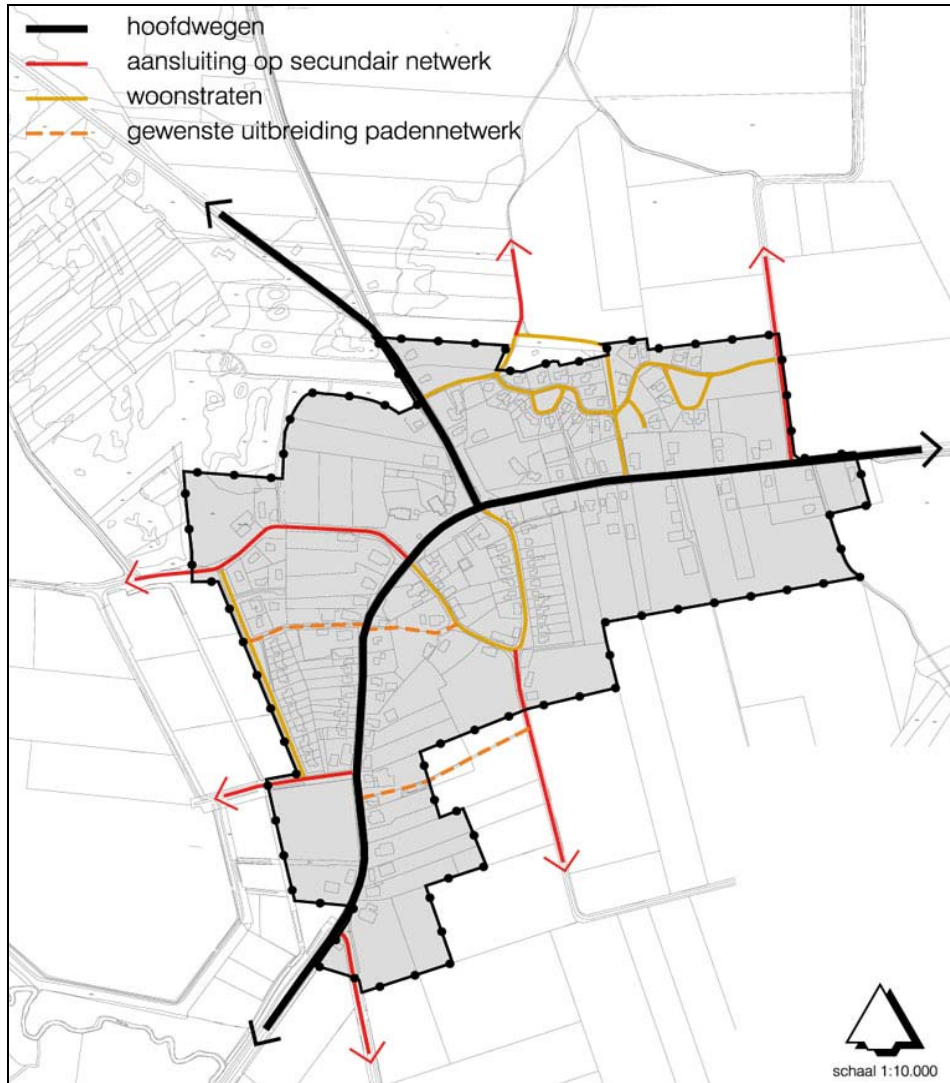 hoofdwegen
aansluiting op secundair netwerk
woonstraten
gewenste uitbreiding padennetwerk
schaal 1:10.000